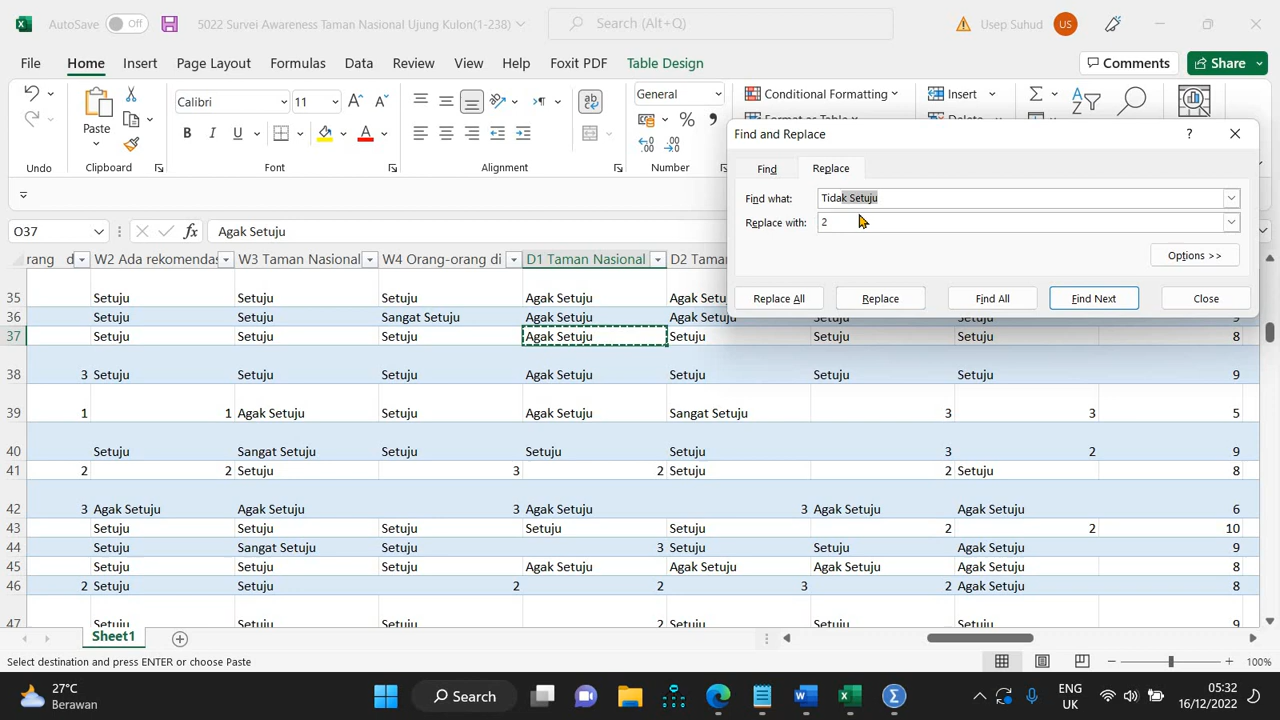 AutoSave Off 5022 Survei Awareness Taman Nasional Ujung Kulon(1-238) Search (Alt+Q) Usep Suhud US
File Home Insert Page Layout Formulas Data Review View Help Foxit PDF Table Design Comments Share
Paste Calibri 11 General Conditional Formatting Insert
B I U
Undo Clipboard Font Alignment
Find and Replace ?
Find Replace
Find what: Tidak Setuju
Replace with: 2
Options >>
Replace All Replace Find All Find Next Close
O37 fx Agak Setuju
rang d W2 Ada rekomendas W3 Taman Nasional W4 Orang-orang di D1 Taman Nasional D2 Tam
35 Setuju Setuju Setuju Agak Setuju Agak Setu
36 Setuju Setuju Sangat Setuju Agak Setuju
37 Setuju Setuju Setuju Agak Setuju Setuju Setuju Setuju 8
38 3 Setuju Setuju Setuju Agak Setuju Setuju Setuju Setuju 9
39 1 1 Agak Setuju Setuju Agak Setuju Sangat Setuju 3 3 5
40 Setuju Sangat Setuju Setuju Setuju Setuju 3 2 9
41 2 2 Setuju 3 2 Setuju 2 Setuju 8
42 3 Agak Setuju Agak Setuju 3 Agak Setuju 3 Agak Setuju Agak Setuju 6
43 Setuju Setuju Setuju Setuju Setuju 2 2 10
44 Setuju Sangat Setuju Setuju 3 Setuju Setuju Agak Setuju 9
45 Setuju Setuju Setuju Agak Setuju Agak Setuju Agak Setuju Agak Setuju 8
46 2 Setuju Setuju 2 2 3 2 Agak Setuju 8
47 Setuju Setuju Setuju 2 Setuju Setuju Setuju 9
Sheet1
Select destination and press ENTER or choose Paste 100%
27°C
Berawan
Search
ENG
UK
05:32
16/12/2022